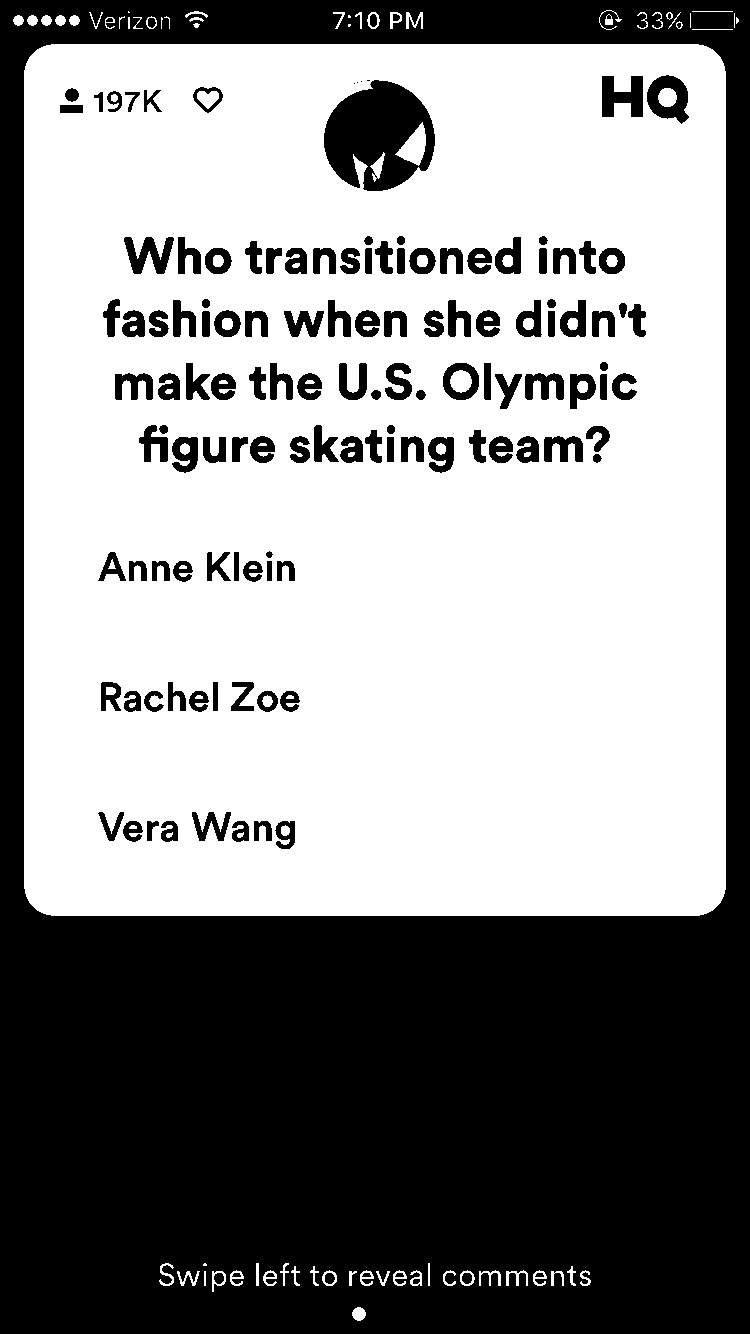 Verizon 7:10 PM 33%
197K HQ
Who transitioned into
fashion when she didn't
make the U.S. Olympic
figure skating team?
Anne Klein
Rachel Zoe
Vera Wang
Swipe left to reveal comments